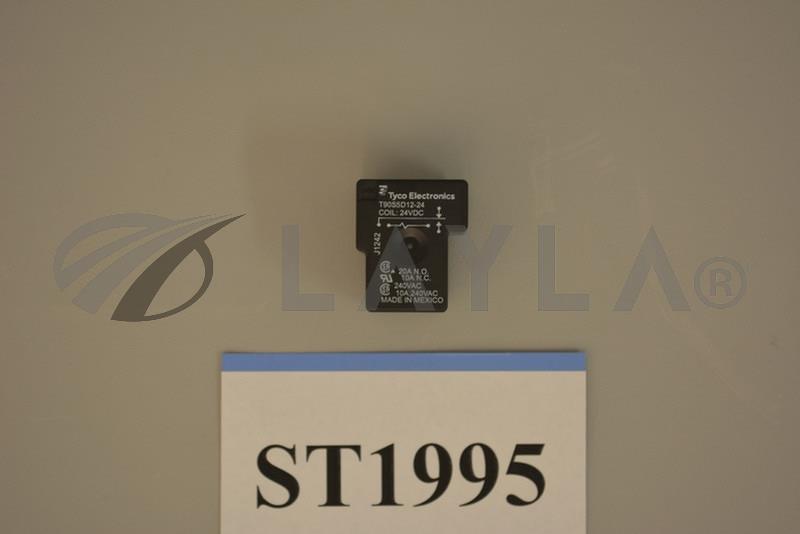 Tyco Electronics
T90S5D12-24
COIL: 24VDC
J1242
20A N.O.
10A N.C.
240VAC
10A,240VAC
MADE IN MEXICO
LAYLA®
ST1995